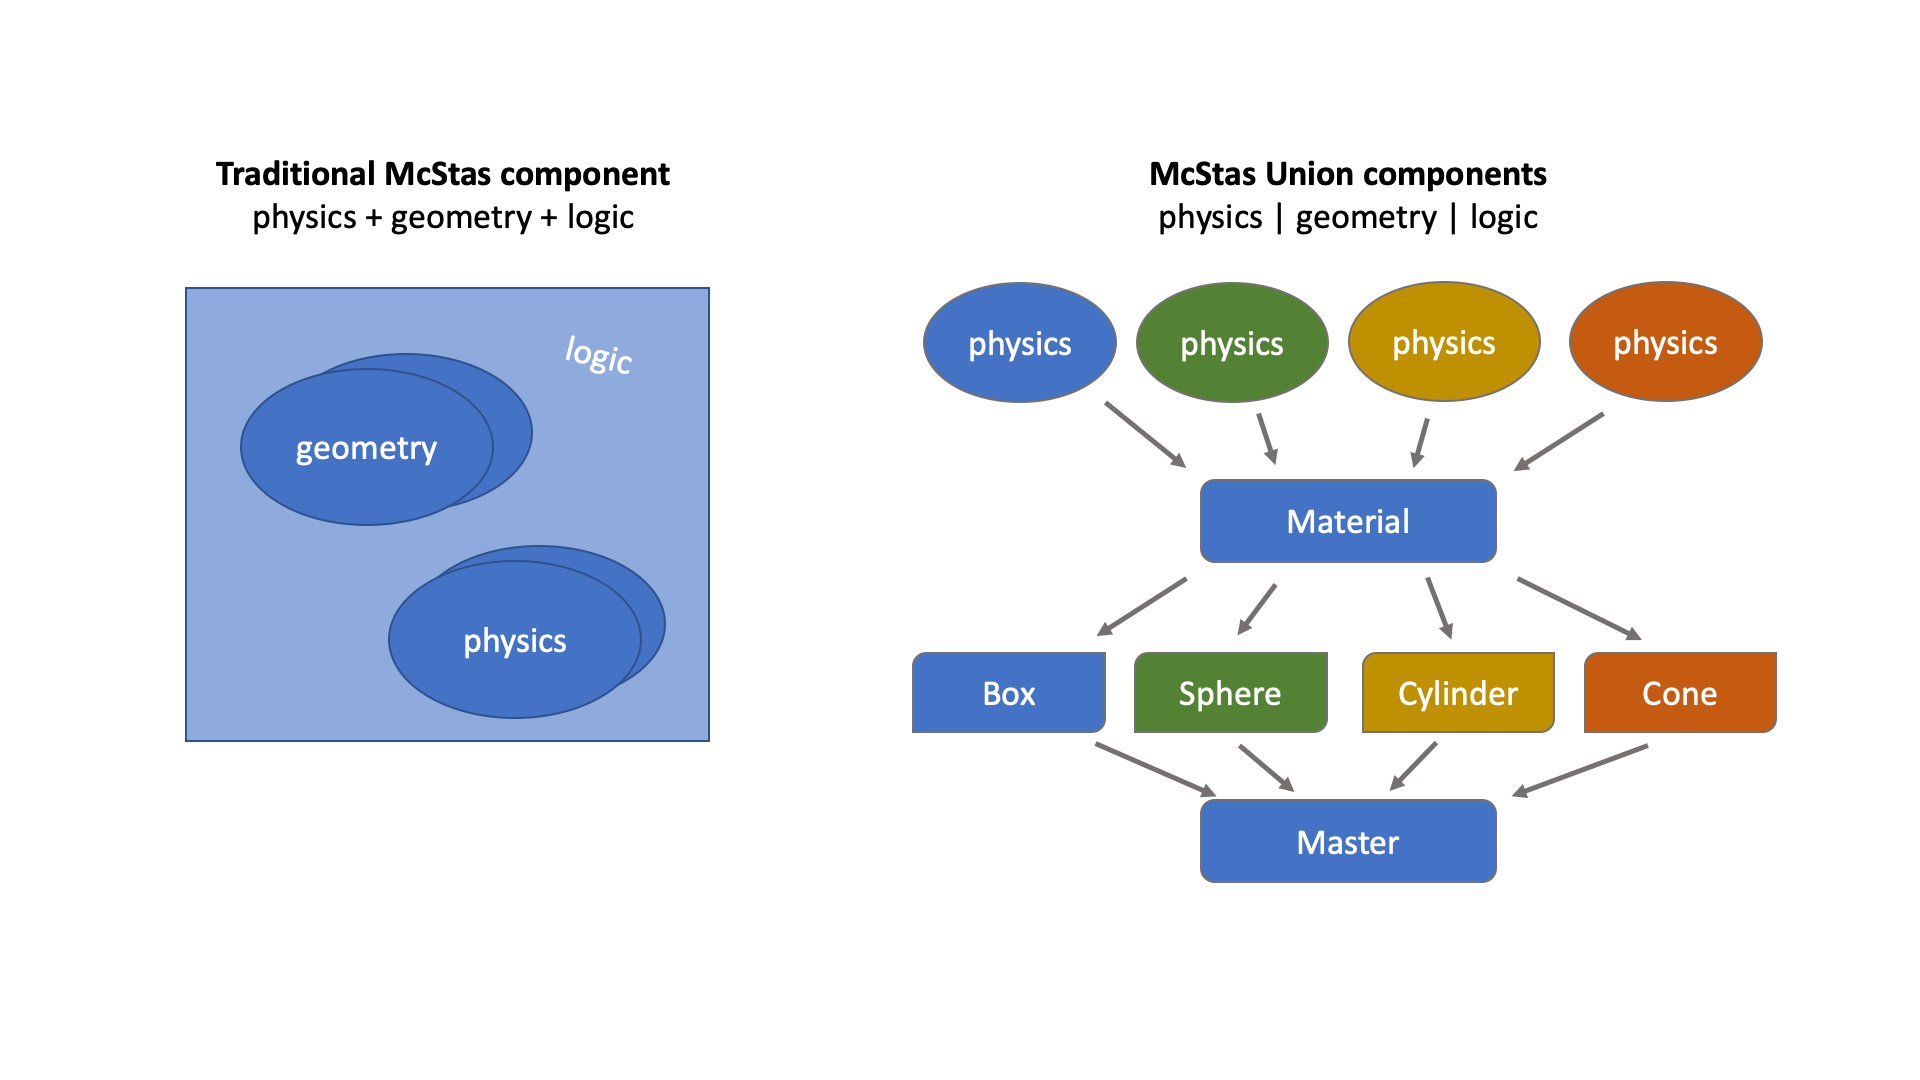 Traditional McStas component
physics + geometry + logic
logic
geometry
physics
McStas Union components
physics | geometry | logic
physics
physics
physics
physics
Material
Box
Sphere
Cylinder
Cone
Master